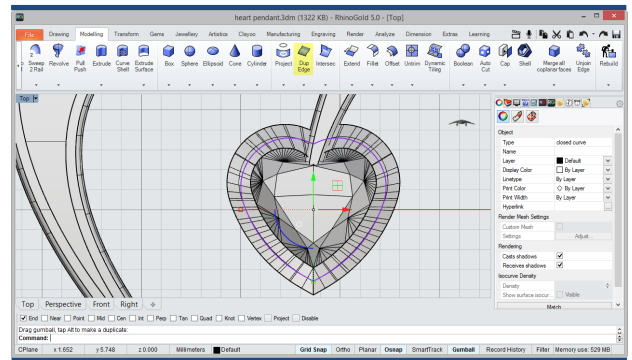 heart pendant.3dm (1322 KB) - RhinoGold 5.0 - [Top]
File Drawing Modelling Transform Gems Jewellery Artistics Clayoo Manufacturing Engraving Render Analyze Dimension Extras Learning
Sweep 2 Rail Revolve Pull Push Extrude Curve Shell Extrude Surface Box Sphere Ellipsoid Cone Cylinder Project Dup Edge Intersec Extend Fillet Offset Untrim Dynamic Tiling Boolean Auto Cut Cap Shell Merge all coplanar faces Unjoin Edge Rebuild
Top
Object
Type closed curve
Name
Layer Default
Display Color By Layer
Linetype By Layer
Print Color By Layer
Print Width By Layer
Hyperlink
Render Mesh Settings
Custom Mesh
Settings Adjust...
Rendering
Casts shadows
Receives shadows
Isocurve Density
Density
Show surface isocur Visible
Match
Top Perspective Front Right
End Near Point Mid Cen Int Perp Tan Quad Knot Vertex Project Disable
Drag gumball, tap Alt to make a duplicate:
Command:
CPlane x 1.652 y 5.748 z 0.000 Millimeters Default Grid Snap Ortho Planar Osnap SmartTrack Gumball Record History Filter Memory use: 529 MB